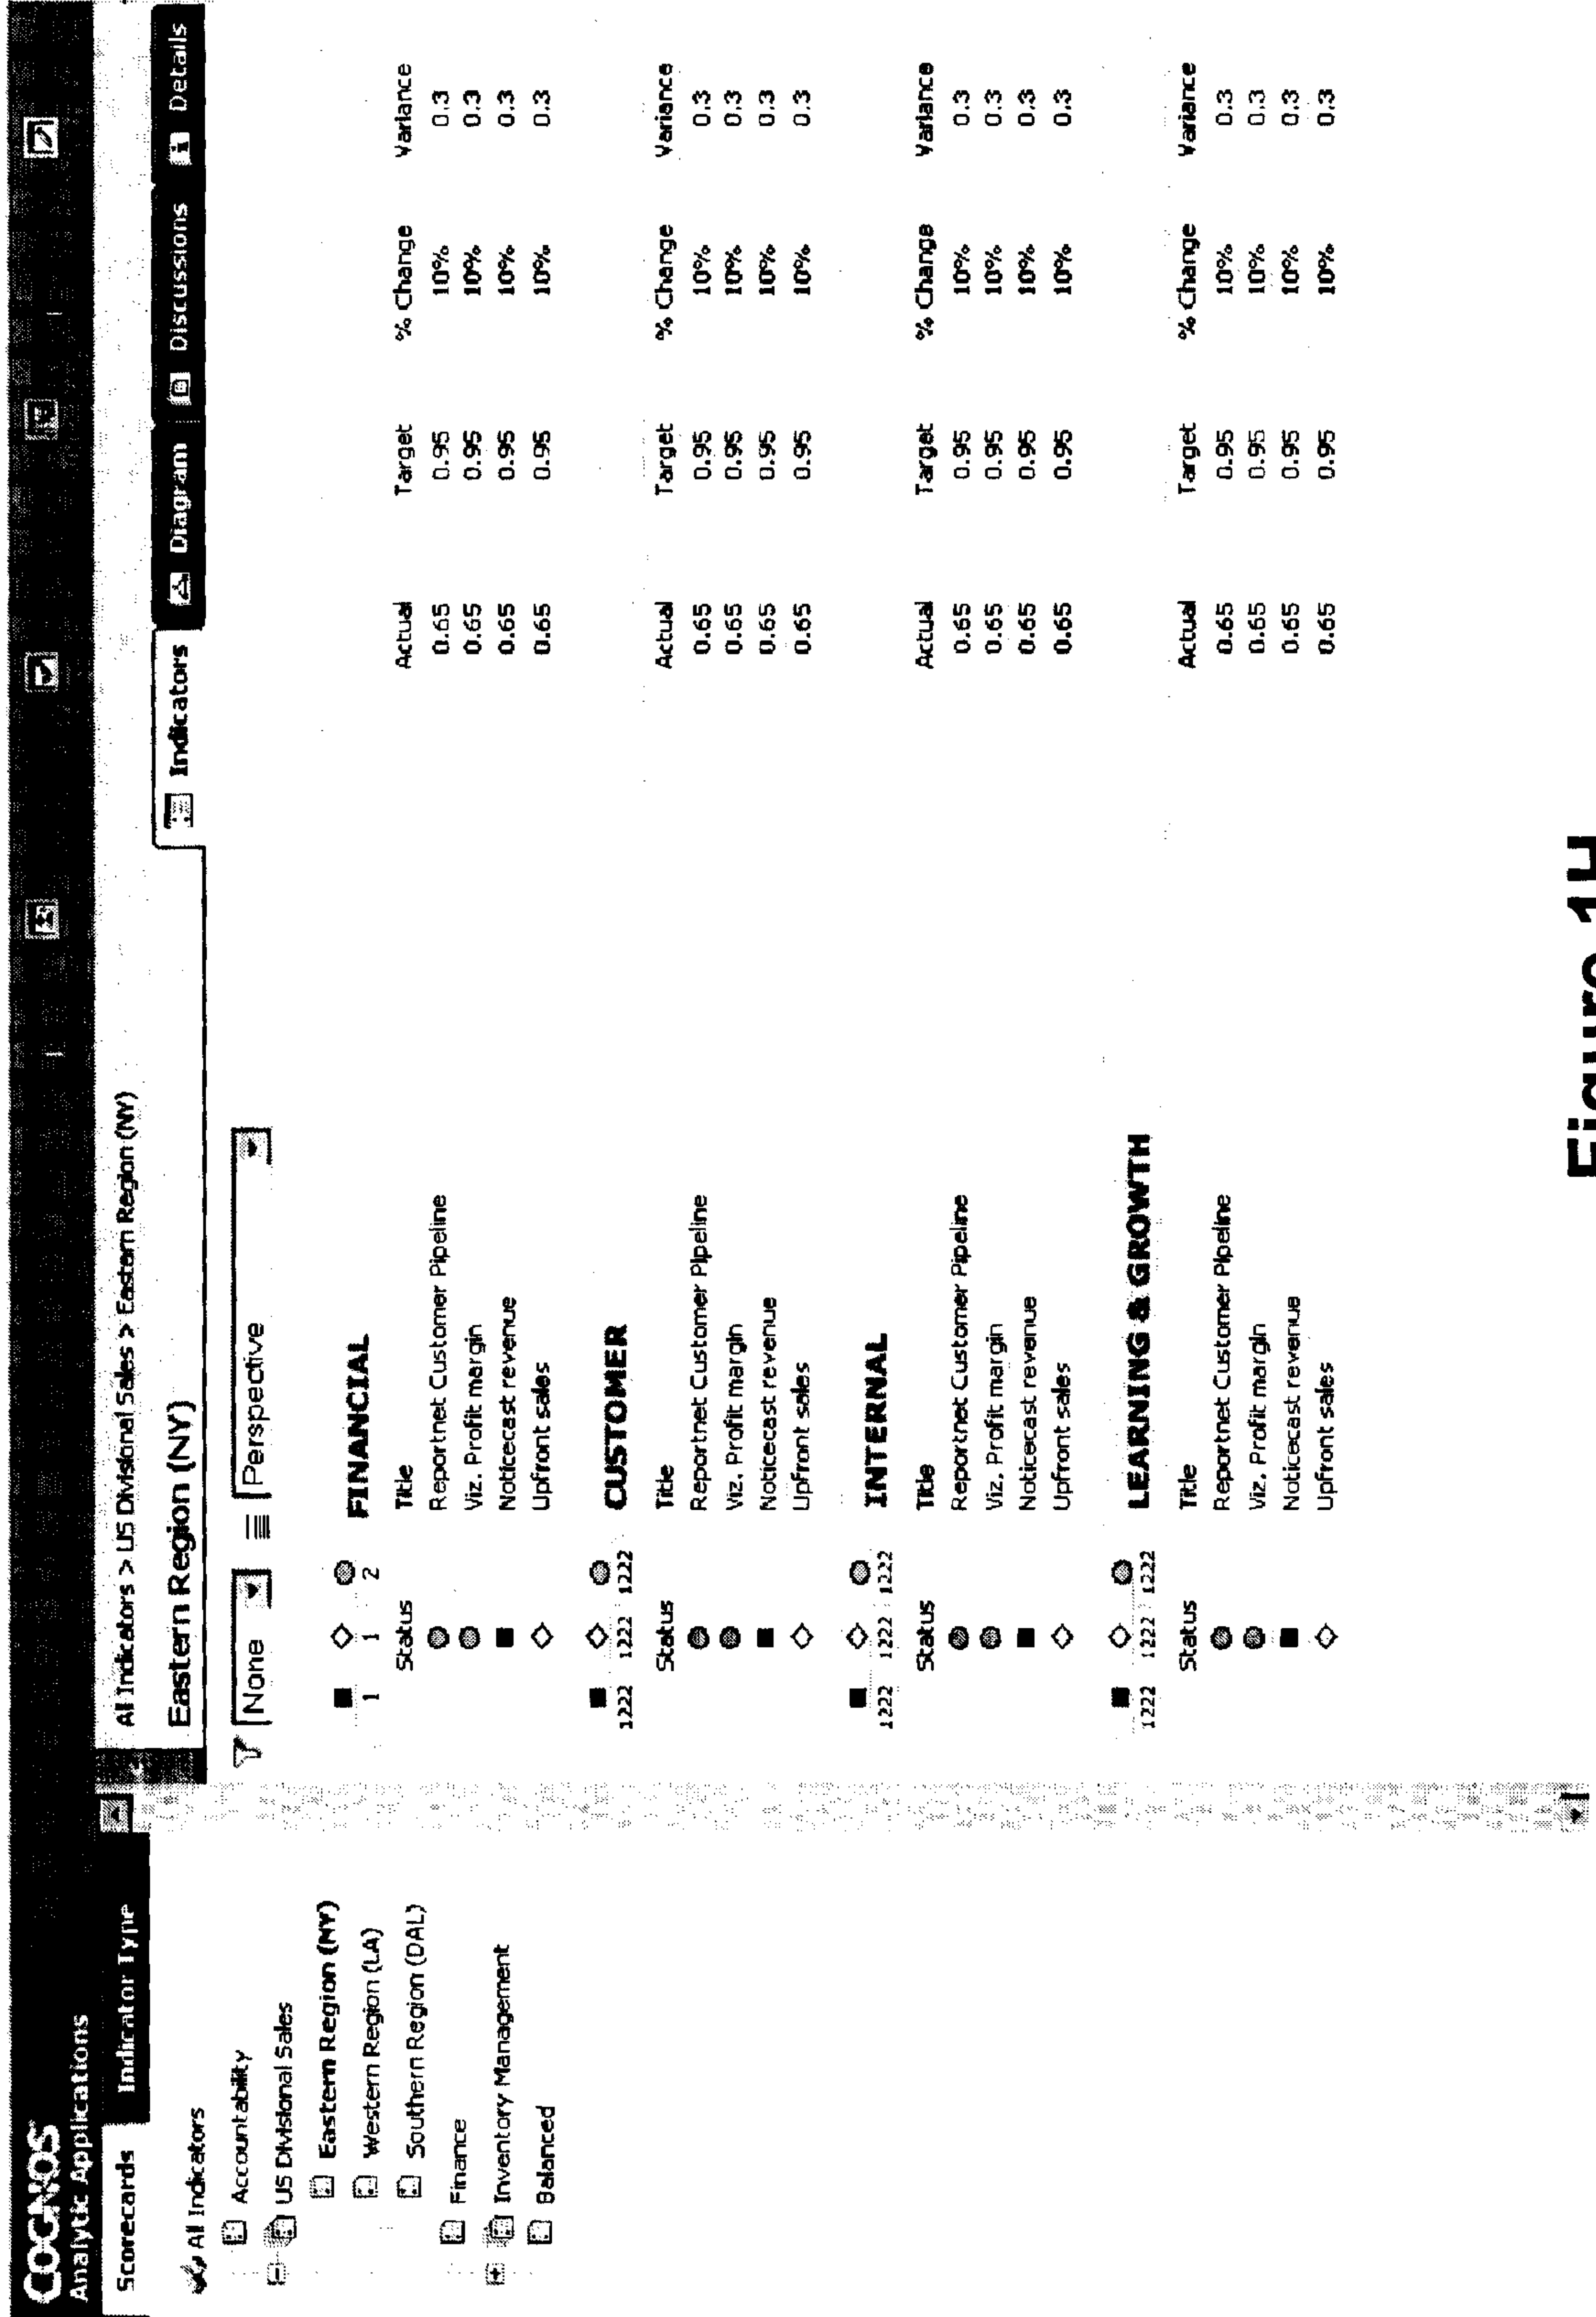 COGNOS
Analytic Applications
Scorecards Indicator Type
All Indicators
Accountability
US Divisional Sales
Eastern Region (NY)
Western Region (LA)
Southern Region (DAL)
Finance
Inventory Management
Balanced
All Indicators > US Divisional Sales > Eastern Region (NY)
Eastern Region (NY) Indicators Diagram Discussions Details
None Perspective
FINANCIAL
1 1 2
Status Title Actual Target % Change Variance
Reportnet Customer Pipeline 0.65 0.95 10% 0.3
Viz. Profit margin 0.65 0.95 10% 0.3
Noticecast revenue 0.65 0.95 10% 0.3
Upfront sales 0.65 0.95 10% 0.3
CUSTOMER
1222 1222 1222
Status Title Actual Target % Change Variance
Reportnet Customer Pipeline 0.65 0.95 10% 0.3
Viz. Profit margin 0.65 0.95 10% 0.3
Noticecast revenue 0.65 0.95 10% 0.3
Upfront sales 0.65 0.95 10% 0.3
INTERNAL
1222 1222 1222
Status Title Actual Target % Change Variance
Reportnet Customer Pipeline 0.65 0.95 10% 0.3
Viz. Profit margin 0.65 0.95 10% 0.3
Noticecast revenue 0.65 0.95 10% 0.3
Upfront sales 0.65 0.95 10% 0.3
LEARNING & GROWTH
1222 1222 1222
Status Title Actual Target % Change Variance
Reportnet Customer Pipeline 0.65 0.95 10% 0.3
Viz. Profit margin 0.65 0.95 10% 0.3
Noticecast revenue 0.65 0.95 10% 0.3
Upfront sales 0.65 0.95 10% 0.3
Figure 1H